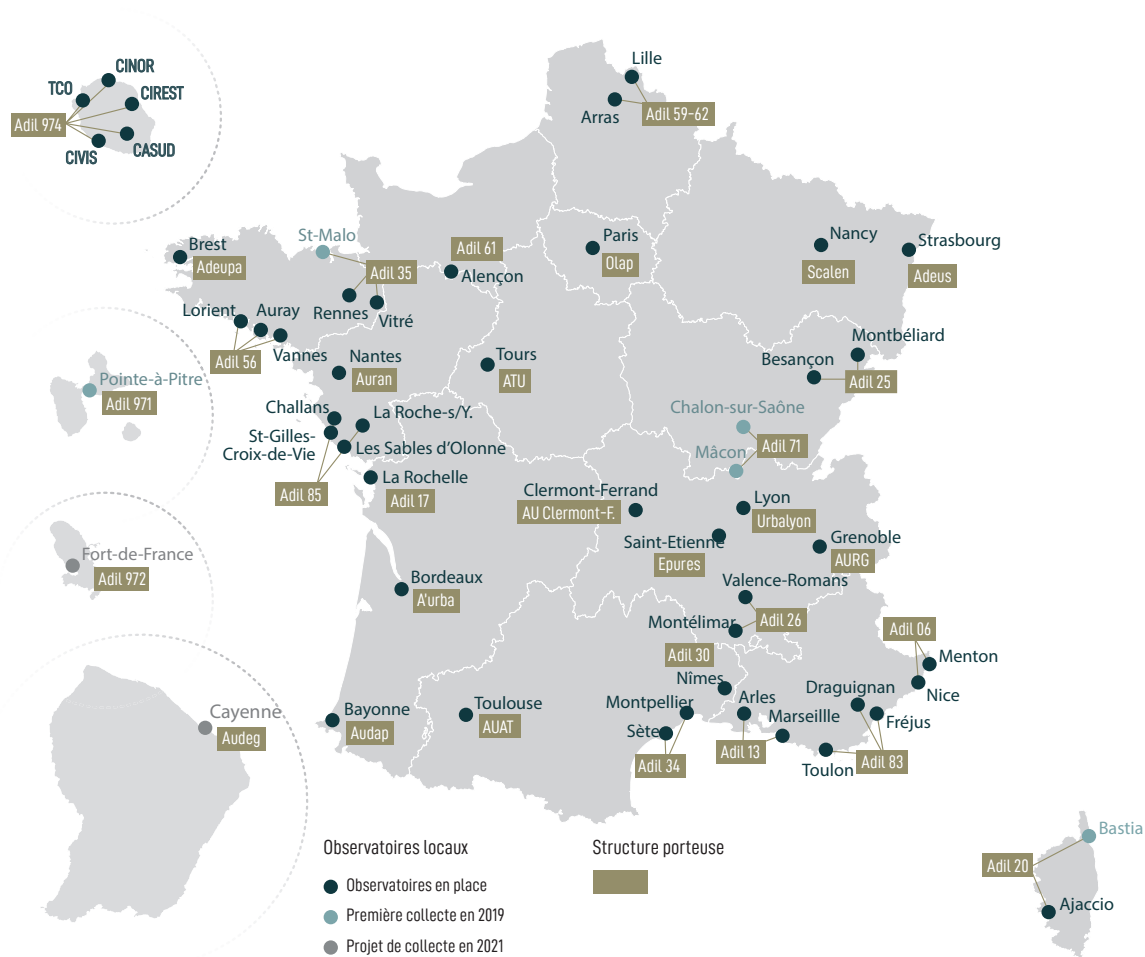 CINOR
TCO
CIREST
Adil 974
CIVIS
CASUD
Lille
Arras
Adil 59-62
St-Malo
Brest
Adeupa
Adil 61
Alençon
Adil 35
Rennes
Vitré
Paris
Olap
Nancy
Scalen
Strasbourg
Adeus
Lorient
Auray
Vannes
Adil 56
Nantes
Auran
Tours
ATU
Montbéliard
Besançon
Adil 25
Pointe-à-Pitre
Adil 971
Challans
La Roche-s/Y.
St-Gilles-
Croix-de-Vie
Les Sables d'Olonne
Adil 85
La Rochelle
Adil 17
Chalon-sur-Saône
Mâcon
Adil 71
Clermont-Ferrand
AU Clermont-F.
Lyon
Urbalyon
Saint-Etienne
Epures
Grenoble
AURG
Fort-de-France
Adil 972
Bordeaux
A'urba
Valence-Romans
Montélimar
Adil 26
Adil 30
Nîmes
Adil 06
Menton
Nice
Cayenne
Audeg
Bayonne
Audap
Toulouse
AUAT
Montpellier
Sète
Adil 34
Arles
Marseillle
Adil 13
Draguignan
Fréjus
Toulon
Adil 83
Bastia
Adil 20
Ajaccio
Observatoires locaux
Observatoires en place
Première collecte en 2019
Projet de collecte en 2021
Structure porteuse